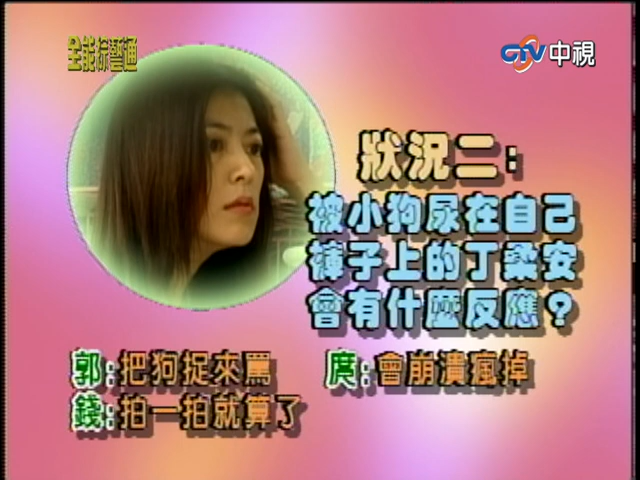 全能綜藝通
CTV中視
狀況二:
被小狗尿在自己
褲子上的丁柔安
會有什麼反應?
郭:把狗捉來罵
庹:會崩潰瘋掉
錢:拍一拍就算了